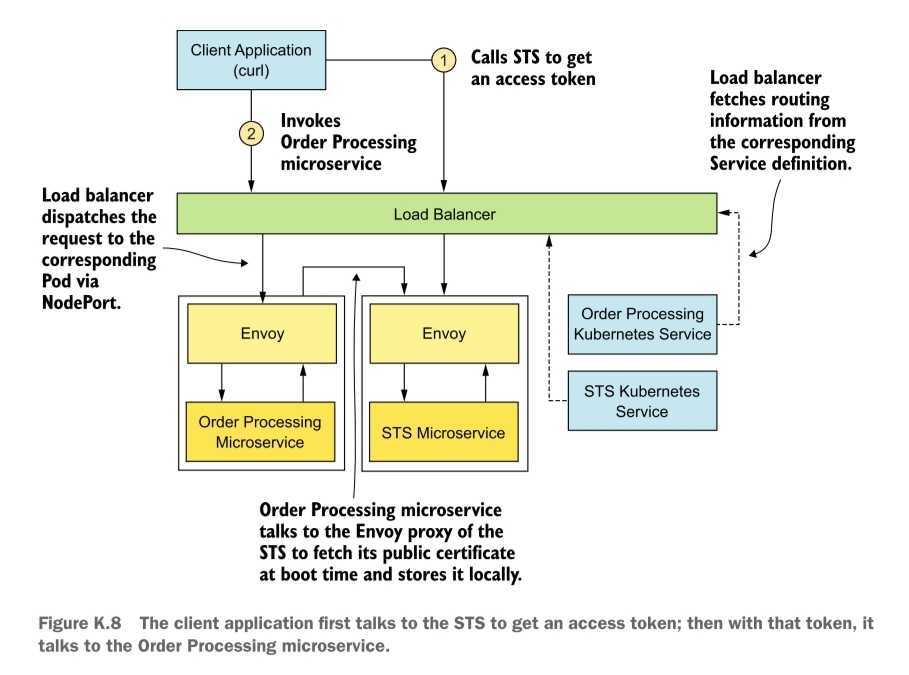 Client Application
(curl)
1
Calls STS to get
an access token
2
Invokes
Order Processing
microservice
Load balancer
fetches routing
information from
the corresponding
Service definition.
Load balancer
dispatches the
request to the
corresponding
Pod via
NodePort.
Load Balancer
Envoy
Order Processing
Microservice
Envoy
STS Microservice
Order Processing
Kubernetes Service
STS Kubernetes
Service
Order Processing microservice
talks to the Envoy proxy of the
STS to fetch its public certificate
at boot time and stores it locally.
Figure K.8 The client application first talks to the STS to get an access token; then with that token, it
talks to the Order Processing microservice.